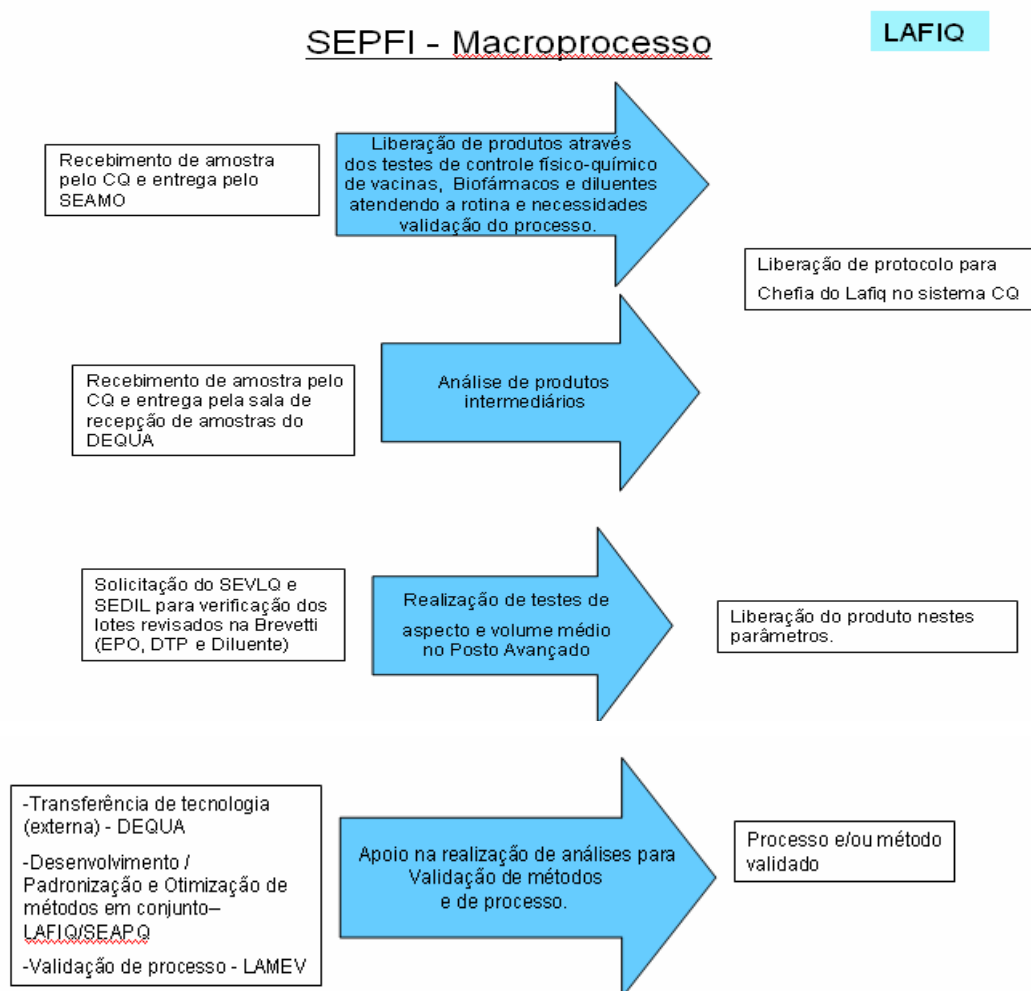 SEPFI - Macroprocesso
LAFIQ
Recebimento de amostra
pelo CQ e entrega pelo
SEAMO
Liberação de produtos através
dos testes de controle físico-químico
de vacinas, Biofármacos e diluentes
atendendo a rotina e necessidades
validação do processo.
Liberação de protocolo para
Chefia do Lafiq no sistema CQ
Recebimento de amostra pelo
CQ e entrega pela sala de
recepção de amostras do
DEQUA
Análise de produtos
intermediários
Solicitação do SEVLQ e
SEDIL para verificação dos
lotes revisados na Brevetti
(EPO, DTP e Diluente)
Realização de testes de
aspecto e volume médio
no Posto Avançado
Liberação do produto nestes
parâmetros.
-Transferência de tecnologia
(externa) - DEQUA
-Desenvolvimento /
Padronização e Otimização de
métodos em conjunto–
LAFIQ/SEAPQ
-Validação de processo - LAMEV
Apoio na realização de análises para
Validação de métodos
e de processo.
Processo e/ou método
validado